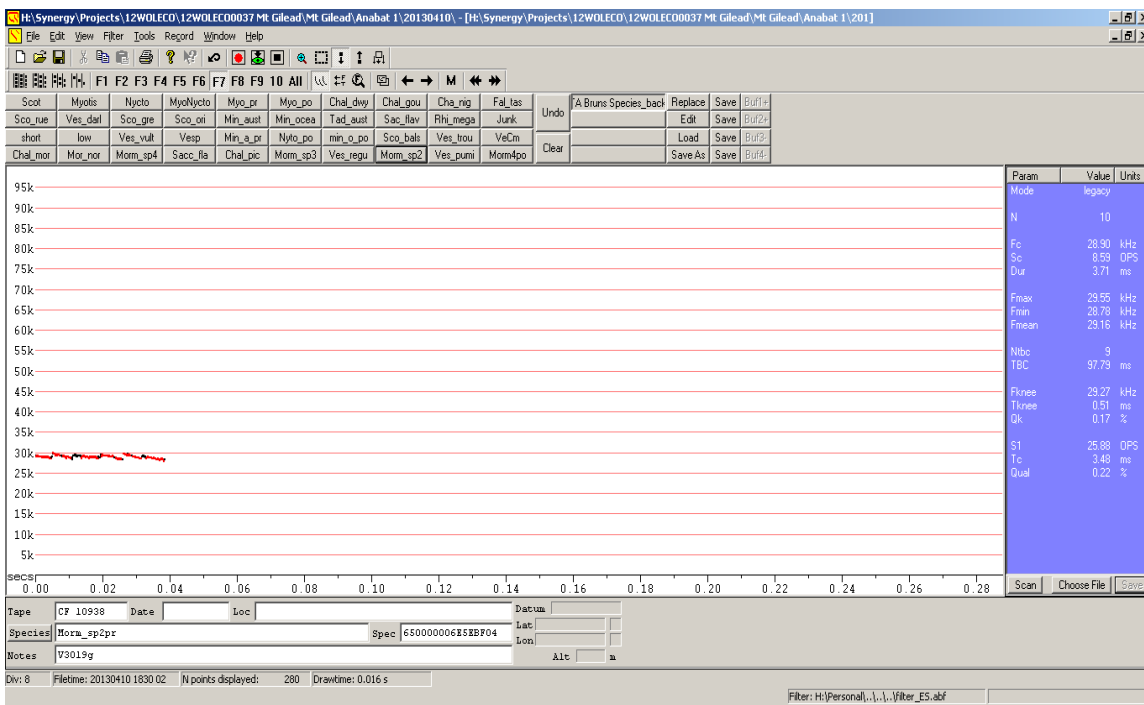 H:\Synergy\Projects\12WOLECO\12WOLECO0037 Mt Gilead\Mt Gilead\Anabat 1\20130410\ - [H:\Synergy\Projects\12WOLECO\12WOLECO0037 Mt Gilead\Mt Gilead\Anabat 1\201]
File Edit View Filter Tools Record Window Help
F1 F2 F3 F4 F5 F6 F7 F8 F9 10 All M
Scot Myotis Nycto MyoNycto Myo_pr Myo_po Chal_dwy Chal_gou Cha_nig Fal_tas Undo TA Bruns Species_back Replace Save Buf1+
Sco_rue Ves_darl Sco_gre Sco_ori Min_aust Min_ocea Tad_aust Sac_flav Rhi_mega Junk Edit Save Buf2+
short low Ves_vult Vesp Min_a_pr Nyto_po min_o_po Sco_bals Ves_trou VeCm Clear Load Save Buf3-
Chal_mor Mor_nor Morm_sp4 Sacc_fla Chal_pic Morm_sp3 Ves_regu Morm_sp2 Ves_pumi Morm4po Save As Save Buf4-
95k
90k
85k
80k
75k
70k
65k
60k
55k
50k
45k
40k
35k
30k
25k
20k
15k
10k
5k
secs
0.00 0.02 0.04 0.06 0.08 0.10 0.12 0.14 0.16 0.18 0.20 0.22 0.24 0.26 0.28
Param Value Units
Mode legacy
N 10
Fc 28.90 kHz
Sc 8.59 OPS
Dur 3.71 ms
Fmax 29.55 kHz
Fmin 28.78 kHz
Fmean 29.16 kHz
Ntbc 9
TBC 97.79 ms
Fknee 29.27 kHz
Tknee 0.51 ms
Qk 0.17 %
S1 25.88 OPS
Tc 3.48 ms
Qual 0.22 %
Scan Choose File Save
Tape CF 10938 Date Loc Datum
Species Morm_sp2pr Spec 650000006E5EBF04 Lat
Lon
Notes V3019g Alt m
Div: 8 Filetime: 20130410 1830 02 N points displayed: 280 Drawtime: 0.016 s
Filter: H:\Personal\..\..\..\filter_ES.abf